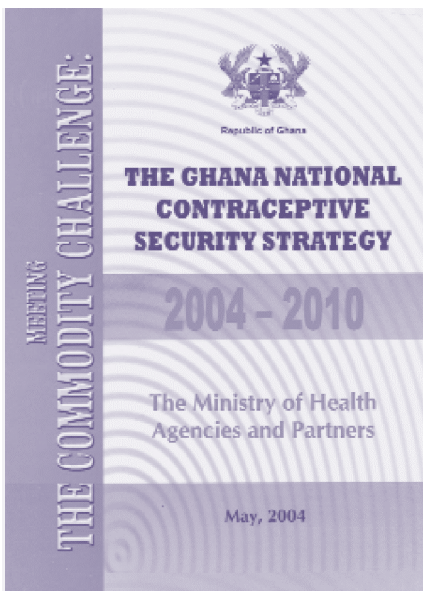 MEETING
THE COMMODITY CHALLENGE:
Republic of Ghana
THE GHANA NATIONAL
CONTRACEPTIVE
SECURITY STRATEGY
2004 – 2010
The Ministry of Health
Agencies and Partners
May, 2004